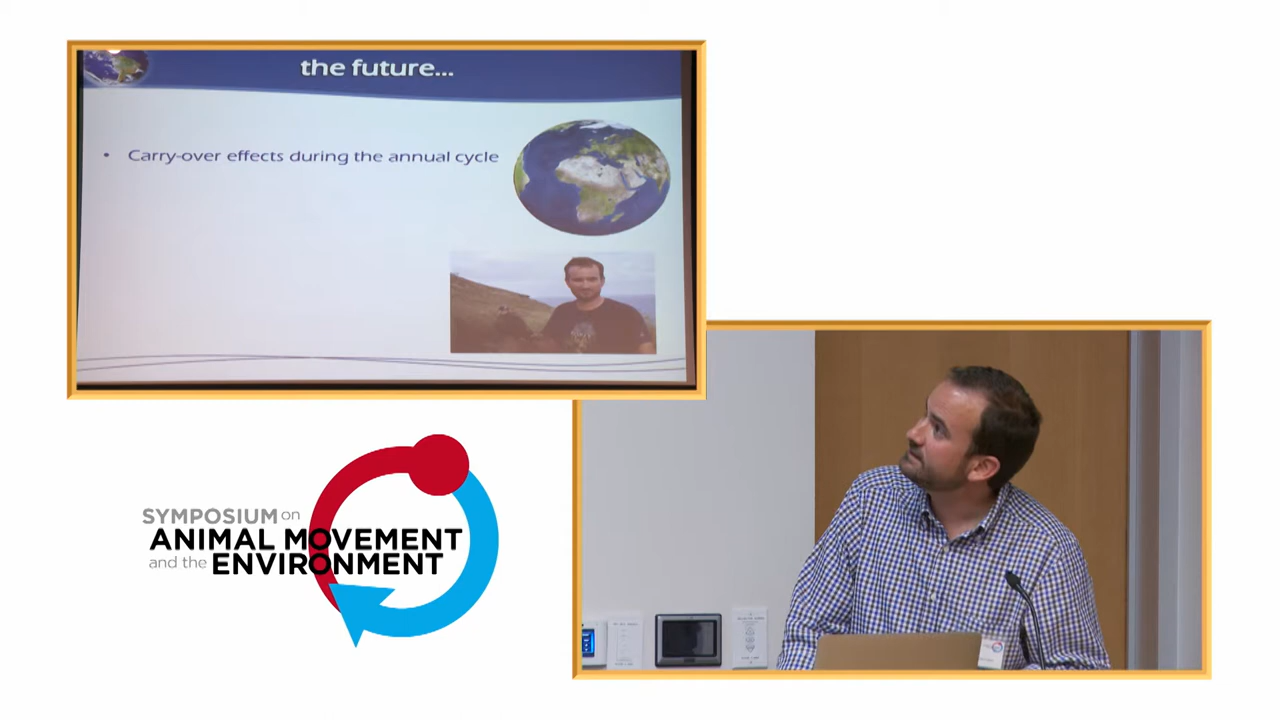 the future...
• Carry-over effects during the annual cycle
SYMPOSIUM on
ANIMAL MOVEMENT
and the ENVIRONMENT